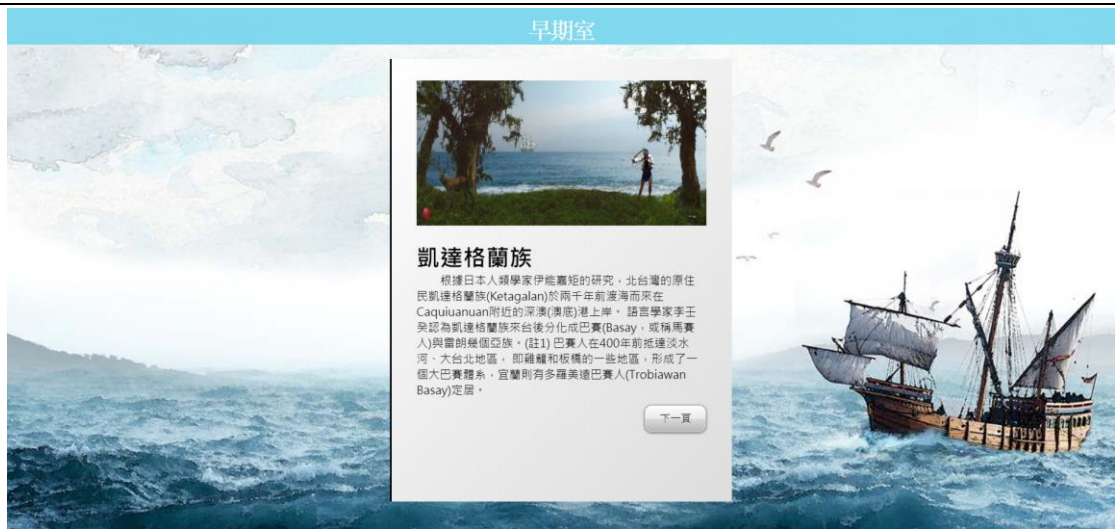 早期室
凱達格蘭族
根據日本人類學家伊能嘉矩的研究，北台灣的原住
民凱達格蘭族(Ketagalan)於兩千年前渡海而來在
Caquiuanuan附近的深澳(澳底)港上岸。 語言學家李壬
癸認為凱達格蘭族來台後分化成巴賽(Basay，或稱馬賽
人)與雷朗幾個亞族。(註1) 巴賽人在400年前抵達淡水
河、大台北地區， 即雞籠和板橋的一些地區，形成了一
個大巴賽體系，宜蘭則有多羅美遠巴賽人(Trobiawan
Basay)定居。
下一頁